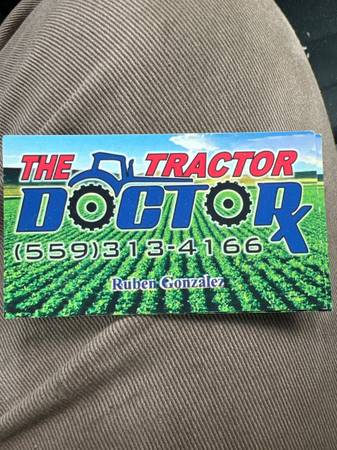 THE TRACTOR
DOCTOR
(559)313-4166
Ruben Gonzalez